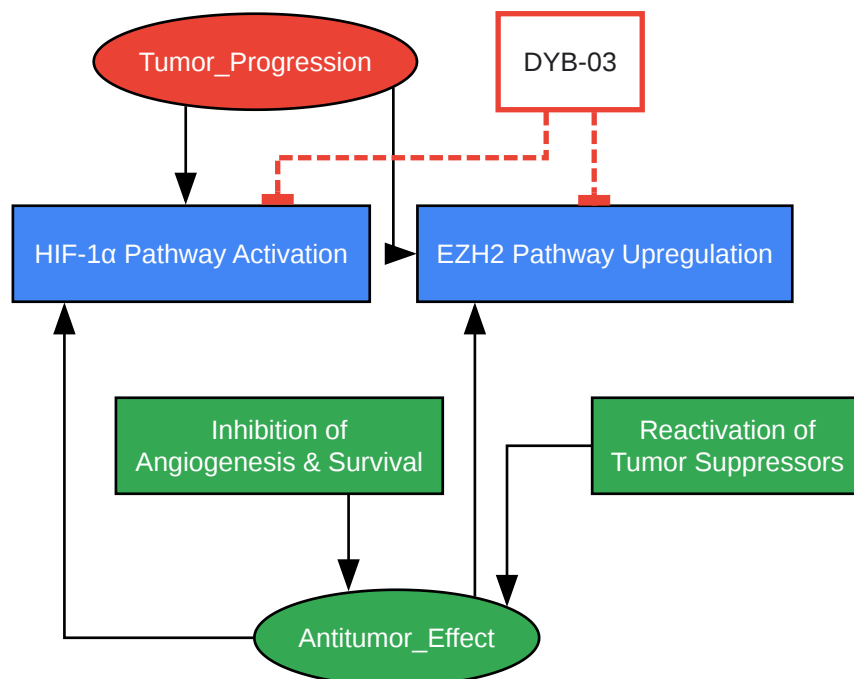 Tumor_Progression
DYB-03
HIF-1α Pathway Activation
EZH2 Pathway Upregulation
Inhibition of
Angiogenesis & Survival
Reactivation of
Tumor Suppressors
Antitumor_Effect